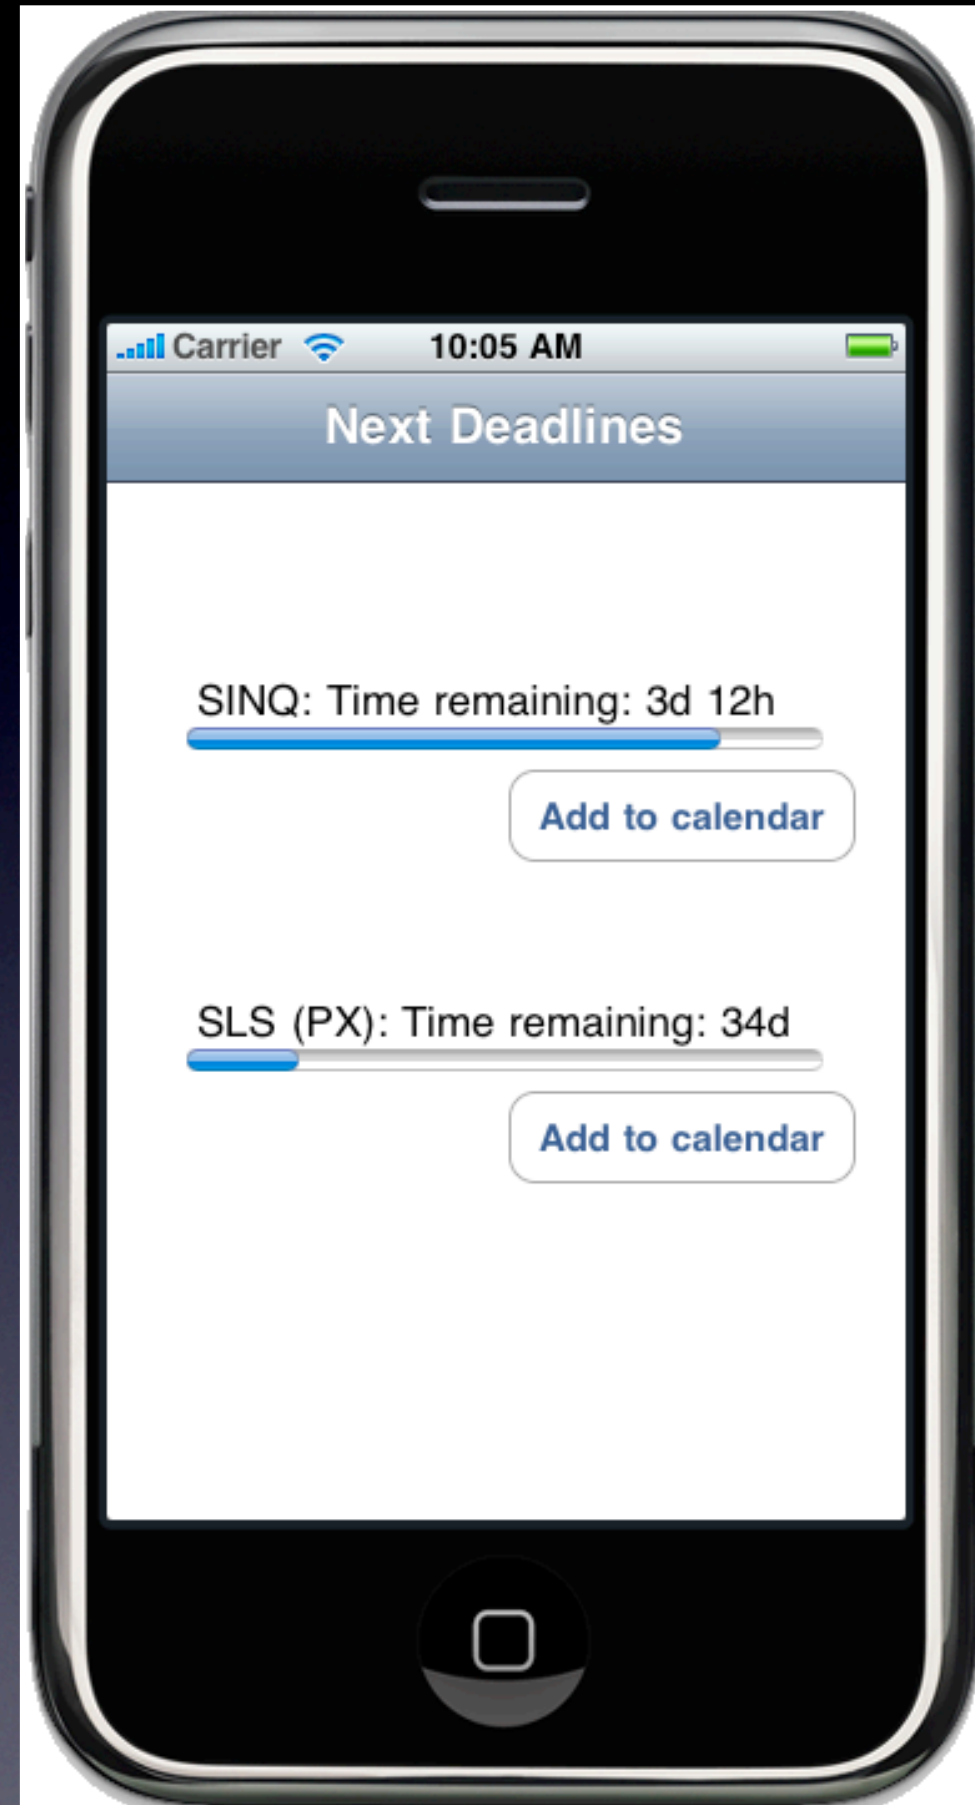 Carrier 10:05 AM
Next Deadlines
SINQ: Time remaining: 3d 12h
Add to calendar
SLS (PX): Time remaining: 34d
Add to calendar